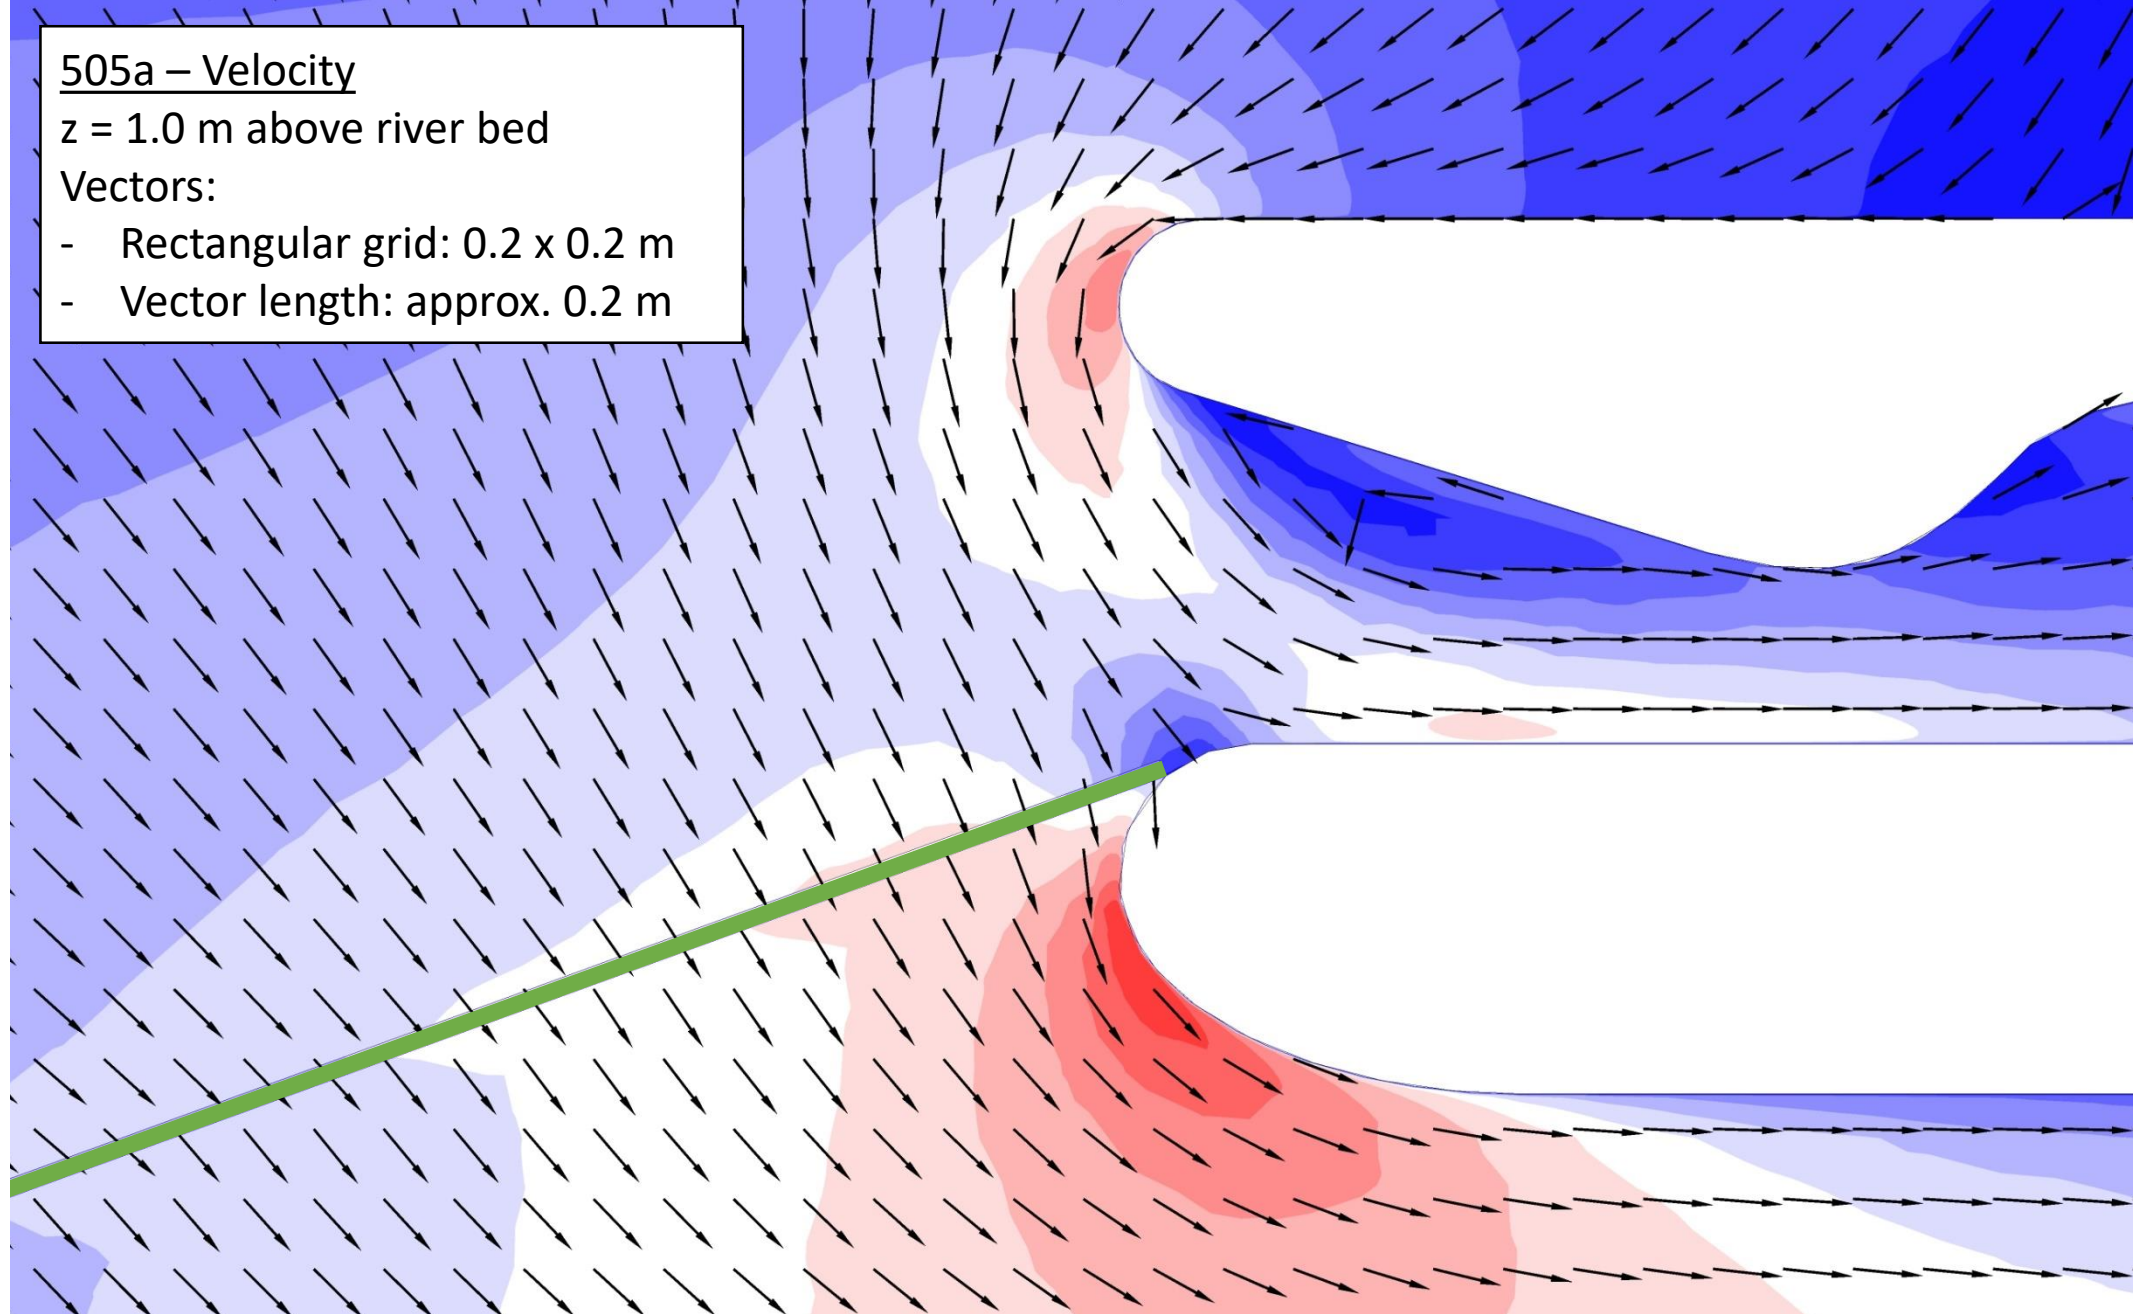 505a – Velocity
z = 1.0 m above river bed
Vectors:
- Rectangular grid: 0.2 x 0.2 m
- Vector length: approx. 0.2 m